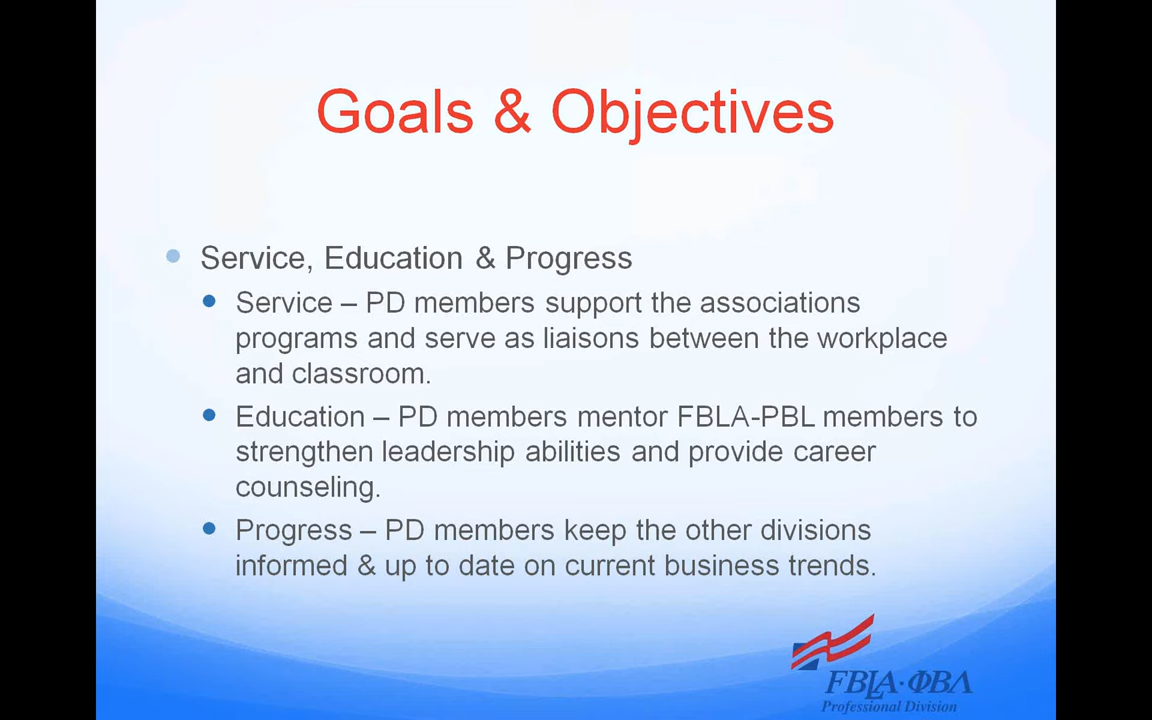 Goals & Objectives
Service, Education & Progress
Service – PD members support the associations
programs and serve as liaisons between the workplace
and classroom.
Education – PD members mentor FBLA-PBL members to
strengthen leadership abilities and provide career
counseling.
Progress – PD members keep the other divisions
informed & up to date on current business trends.
FBLA·ΦBΛ
Professional Division